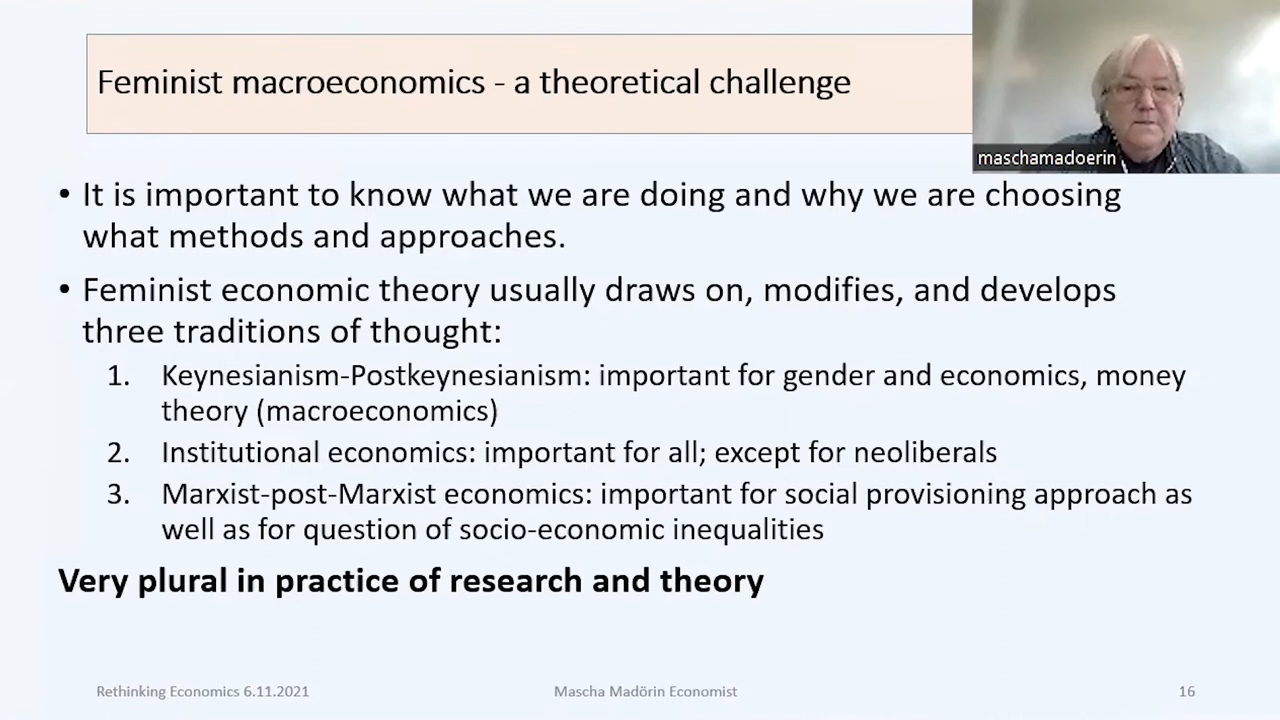 Feminist macroeconomics - a theoretical challenge
maschamadoerin
• It is important to know what we are doing and why we are choosing
what methods and approaches.
• Feminist economic theory usually draws on, modifies, and develops
three traditions of thought:
1. Keynesianism-Postkeynesianism: important for gender and economics, money
theory (macroeconomics)
2. Institutional economics: important for all; except for neoliberals
3. Marxist-post-Marxist economics: important for social provisioning approach as
well as for question of socio-economic inequalities
Very plural in practice of research and theory
Rethinking Economics 6.11.2021
Mascha Madörin Economist
16